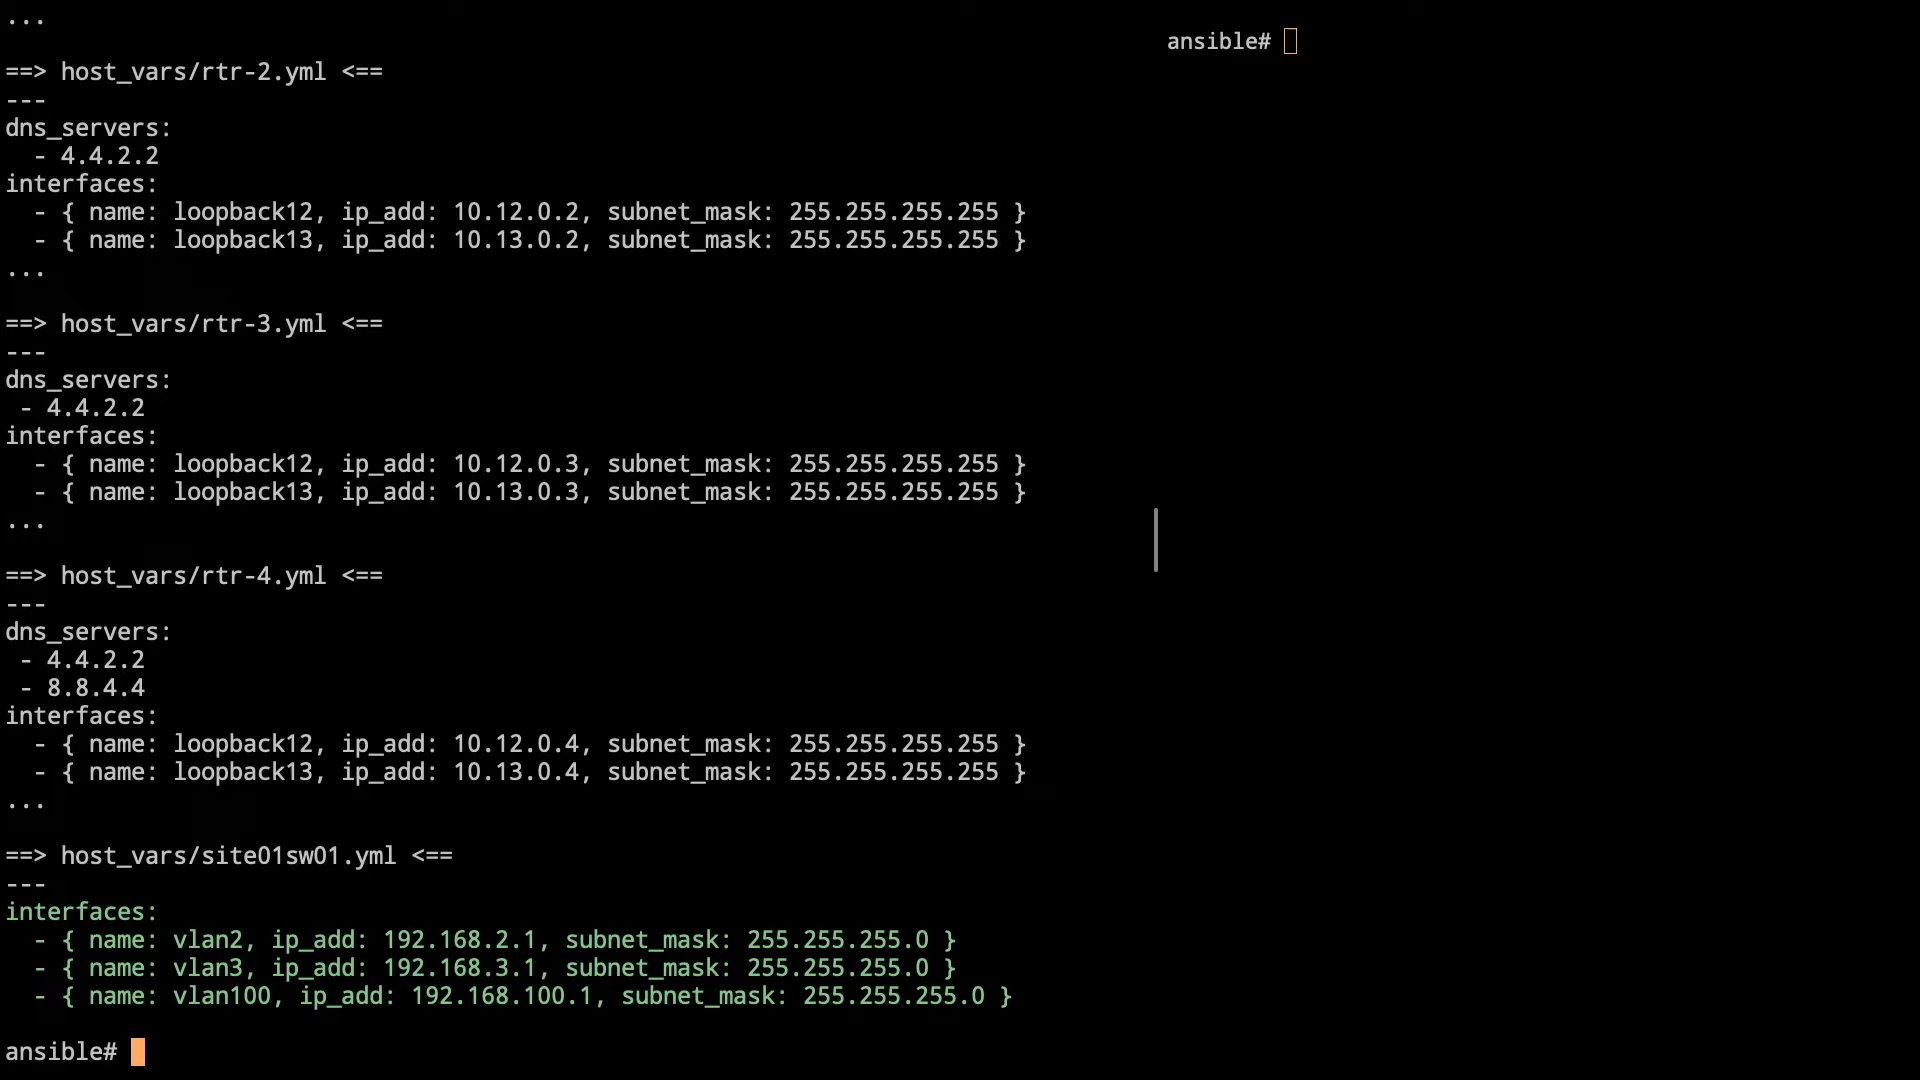 ...
==> host_vars/rtr-2.yml <==
---
dns_servers:
  - 4.4.2.2
interfaces:
  - { name: loopback12, ip_add: 10.12.0.2, subnet_mask: 255.255.255.255 }
  - { name: loopback13, ip_add: 10.13.0.2, subnet_mask: 255.255.255.255 }
...
==> host_vars/rtr-3.yml <==
---
dns_servers:
 - 4.4.2.2
interfaces:
  - { name: loopback12, ip_add: 10.12.0.3, subnet_mask: 255.255.255.255 }
  - { name: loopback13, ip_add: 10.13.0.3, subnet_mask: 255.255.255.255 }
...
==> host_vars/rtr-4.yml <==
---
dns_servers:
 - 4.4.2.2
 - 8.8.4.4
interfaces:
  - { name: loopback12, ip_add: 10.12.0.4, subnet_mask: 255.255.255.255 }
  - { name: loopback13, ip_add: 10.13.0.4, subnet_mask: 255.255.255.255 }
...
==> host_vars/site01sw01.yml <==
---
interfaces:
  - { name: vlan2, ip_add: 192.168.2.1, subnet_mask: 255.255.255.0 }
  - { name: vlan3, ip_add: 192.168.3.1, subnet_mask: 255.255.255.0 }
  - { name: vlan100, ip_add: 192.168.100.1, subnet_mask: 255.255.255.0 }
ansible#
ansible#